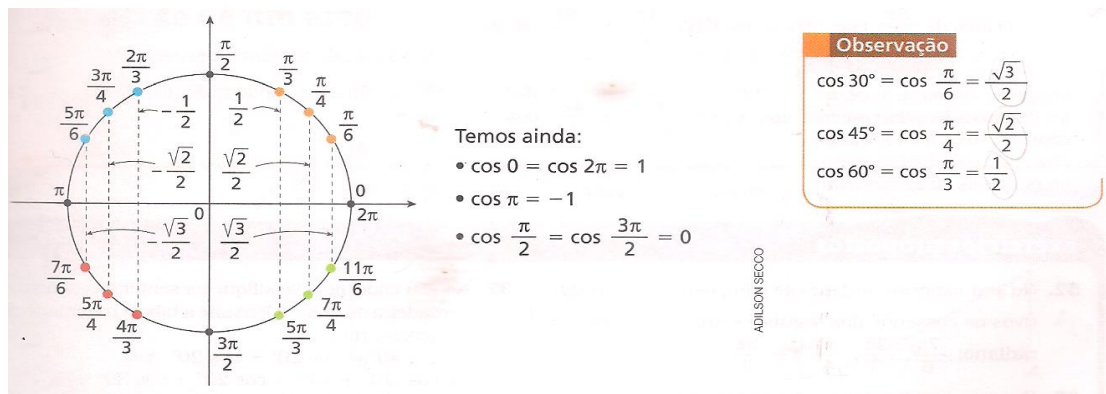 π/2
2π/3
π/3
3π/4
π/4
5π/6
π/6
-1/2
1/2
-√2/2
√2/2
π
0
0
2π
-√3/2
√3/2
7π/6
11π/6
5π/4
7π/4
4π/3
5π/3
3π/2
Temos ainda:
• cos 0 = cos 2π = 1
• cos π = −1
• cos π/2 = cos 3π/2 = 0
ADILSON SECCO
Observação
cos 30° = cos π/6 = √3/2
cos 45° = cos π/4 = √2/2
cos 60° = cos π/3 = 1/2